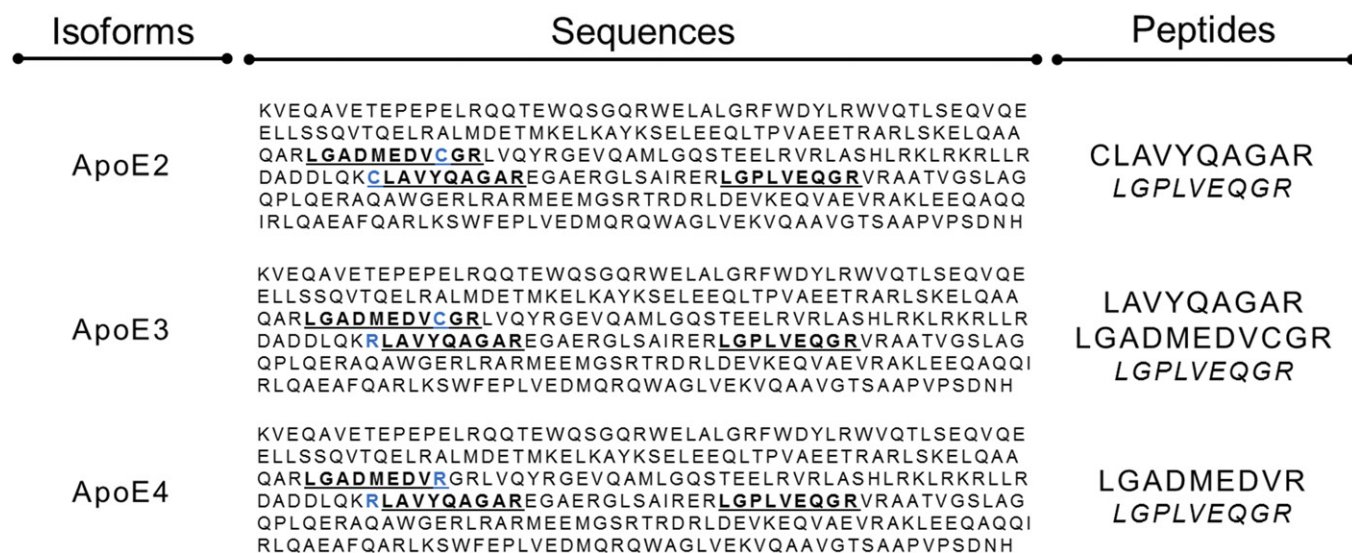 Isoforms Sequences Peptides
ApoE2
KVEQAVETEPEPELRQQTEWQSGQRWELALGRFWDYLRWVQTLSEQVQE
ELLSSQVTQELRALMDETMKELKAYKSELEEQLTPVAEETRARLSKELQAA
QARLGADMEDVCGRLVQYRGEVQAMLGQSTEELRVRLASHLRKLRKRLLR
DADDLQKCLAVYQAGAREGAERGLSAIRERLGPLVEQGRVRAATVGSLAG
QPLQERAQAWGERLRARMEEMGSRTRDRLDEVKEQVAEVRAKLEEQAQQ
IRLQAEAFQARLKSWFEPLVEDMQRQWAGLVEKVQAAVGTSAAPVPSDNH
CLAVYQAGAR
LGPLVEQGR
ApoE3
KVEQAVETEPEPELRQQTEWQSGQRWELALGRFWDYLRWVQTLSEQVQE
ELLSSQVTQELRALMDETMKELKAYKSELEEQLTPVAEETRARLSKELQAA
QARLGADMEDVCGRLVQYRGEVQAMLGQSTEELRVRLASHLRKLRKRLLR
DADDLQKRLAVYQAGAREGAERGLSAIRERLGPLVEQGRVRAATVGSLAG
QPLQERAQAWGERLRARMEEMGSRTRDRLDEVKEQVAEVRAKLEEQAQQI
RLQAEAFQARLKSWFEPLVEDMQRQWAGLVEKVQAAVGTSAAPVPSDNH
LAVYQAGAR
LGADMEDVCGR
LGPLVEQGR
ApoE4
KVEQAVETEPEPELRQQTEWQSGQRWELALGRFWDYLRWVQTLSEQVQE
ELLSSQVTQELRALMDETMKELKAYKSELEEQLTPVAEETRARLSKELQAA
QARLGADMEDVRGRLVQYRGEVQAMLGQSTEELRVRLASHLRKLRKRLLR
DADDLQKRLAVYQAGAREGAERGLSAIRERLGPLVEQGRVRAATVGSLAG
QPLQERAQAWGERLRARMEEMGSRTRDRLDEVKEQVAEVRAKLEEQAQQI
RLQAEAFQARLKSWFEPLVEDMQRQWAGLVEKVQAAVGTSAAPVPSDNH
LGADMEDVR
LGPLVEQGR